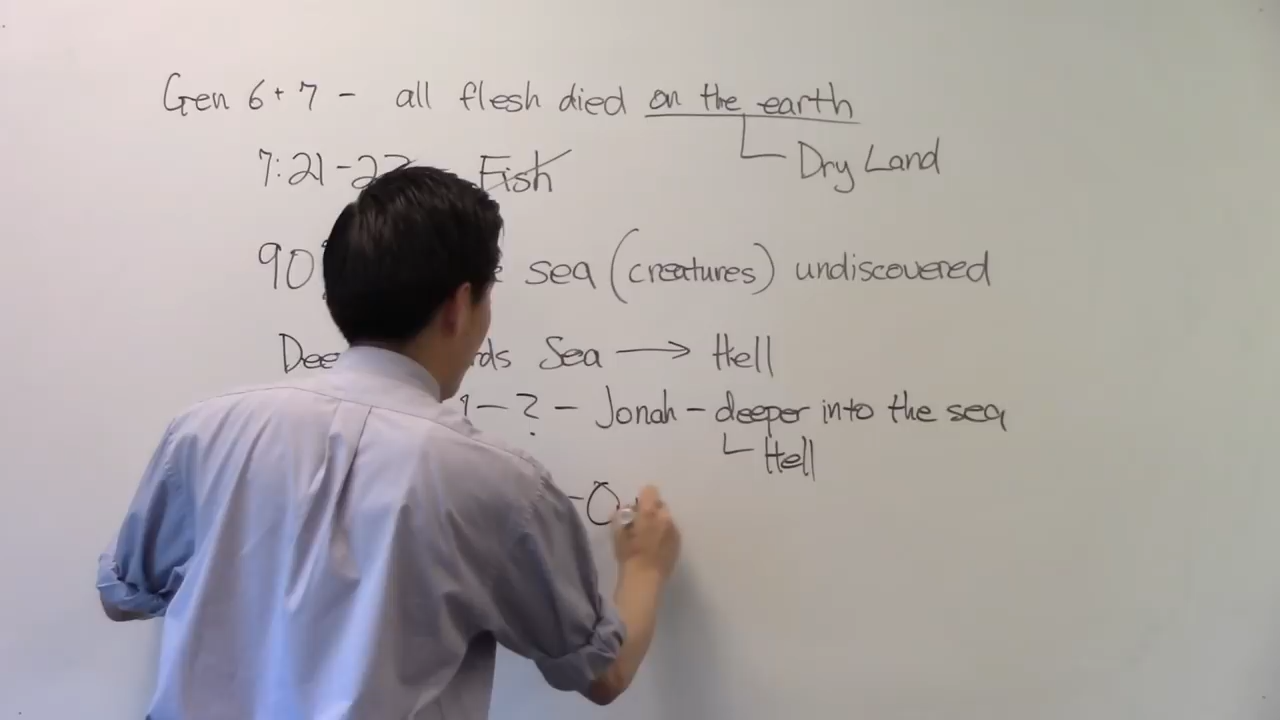 Gen 6+7 - all flesh died on the earth
Dry Land
7:21-22 Fish
90 sea (creatures) undiscovered
Sea → Hell
- ? - Jonah - deeper into the sea
Hell